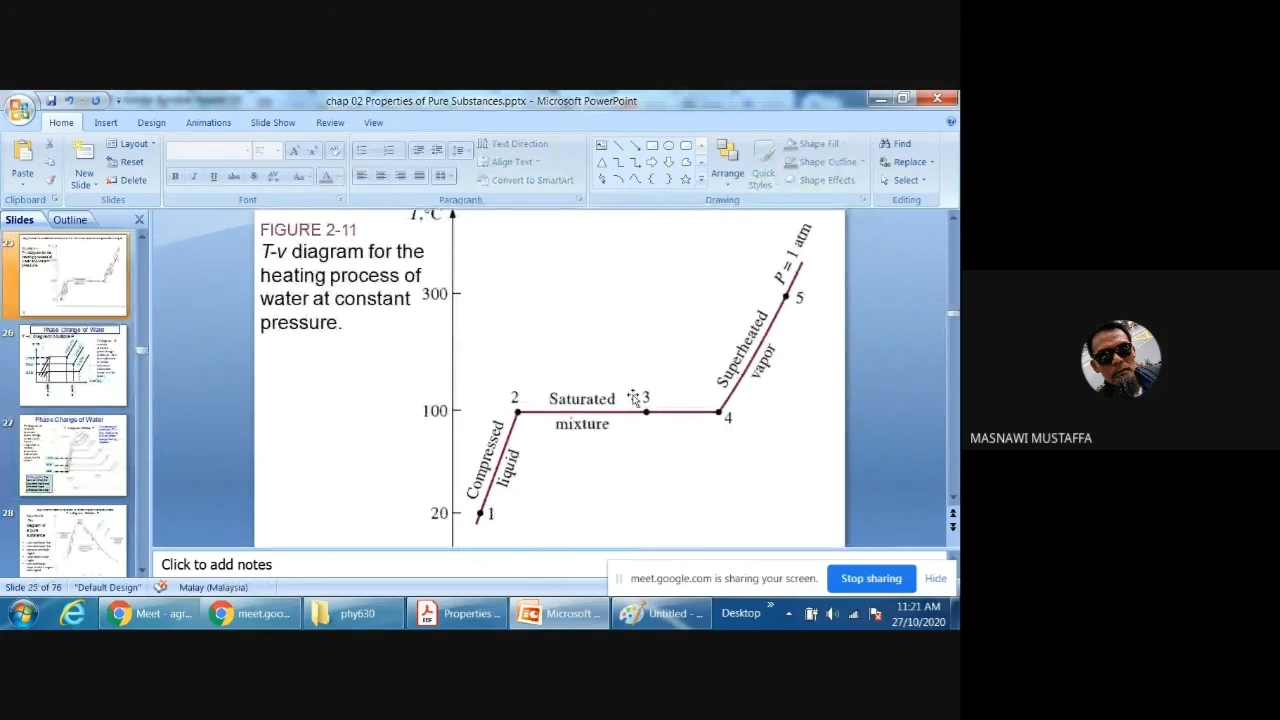 chap 02 Properties of Pure Substances.pptx - Microsoft PowerPoint
Home Insert Design Animations Slide Show Review View
Paste
New
Slide
Layout
Reset
Delete
Text Direction
Align Text
Convert to SmartArt
Arrange
Quick
Styles
Shape Fill
Shape Outline
Shape Effects
Find
Replace
Select
Clipboard Slides Font Paragraph Drawing Editing
Slides Outline
26
Phase Change of Water
27
Phase Change of Water
28
FIGURE 2-11
T-v diagram for the
heating process of
water at constant
pressure.
T, °C
300
100
20
1
Compressed
liquid
2
Saturated
mixture
3
4
Superheated
vapor
5
P = 1 atm
Click to add notes
meet.google.com is sharing your screen. Stop sharing Hide
Slide 25 of 76 "Default Design" Malay (Malaysia)
Meet - agr... meet.goo... phy630 Properties ... Microsoft ... Untitled - ... Desktop
11:21 AM
27/10/2020
MASNAWI MUSTAFFA